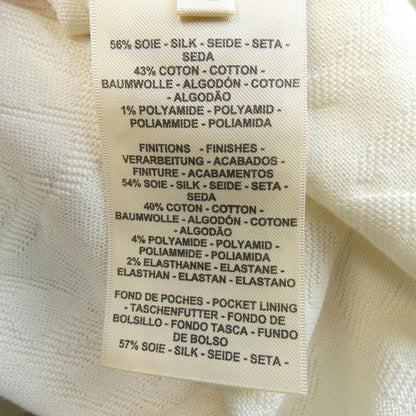 56% SOIE - SILK - SEIDE - SETA -
SEDA
43% COTON - COTTON -
BAUMWOLLE - ALGODÓN - COTONE
- ALGODÃO
1% POLYAMIDE - POLYAMID -
POLIAMMIDE - POLIAMIDA
FINITIONS - FINISHES -
VERARBEITUNG - ACABADOS -
FINITURE - ACABAMENTOS
54% SOIE - SILK - SEIDE - SETA -
SEDA
40% COTON - COTTON -
BAUMWOLLE - ALGODÓN - COTONE
- ALGODÃO
4% POLYAMIDE - POLYAMID -
POLIAMMIDE - POLIAMIDA
2% ELASTHANNE - ELASTANE -
ELASTHAN - ELASTAN - ELASTANO
FOND DE POCHES - POCKET LINING
- TASCHENFUTTER - FONDO DE
BOLSILLO - FONDO TASCA - FUNDO
DE BOLSO
57% SOIE - SILK - SEIDE - SETA -